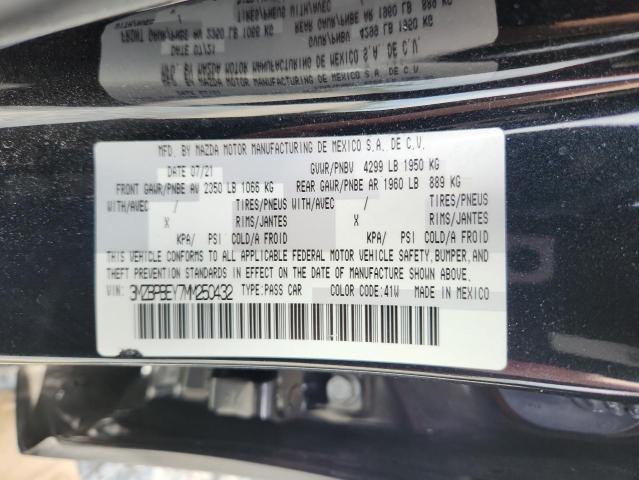 MFD. BY MAZDA MOTOR MANUFACTURING DE MEXICO S.A. DE C.V.
DATE 07/21 GVWR/PNBV 4299 LB 1950 KG
FRONT GAWR/PNBE AV 2350 LB 1066 KG REAR GAWR/PNBE AR 1960 LB 889 KG
WITH/AVEC / TIRES/PNEUS WITH/AVEC / TIRES/PNEUS
X RIMS/JANTES X RIMS/JANTES
KPA/ PSI COLD/A FROID KPA/ PSI COLD/A FROID
THIS VEHICLE CONFORMS TO ALL APPLICABLE FEDERAL MOTOR VEHICLE SAFETY, BUMPER, AND
THEFT PREVENTION STANDARDS IN EFFECT ON THE DATE OF MANUFACTURE SHOWN ABOVE.
VIN: 3MZBPBEY7MM250432 TYPE:PASS CAR COLOR CODE:41W MADE IN MEXICO